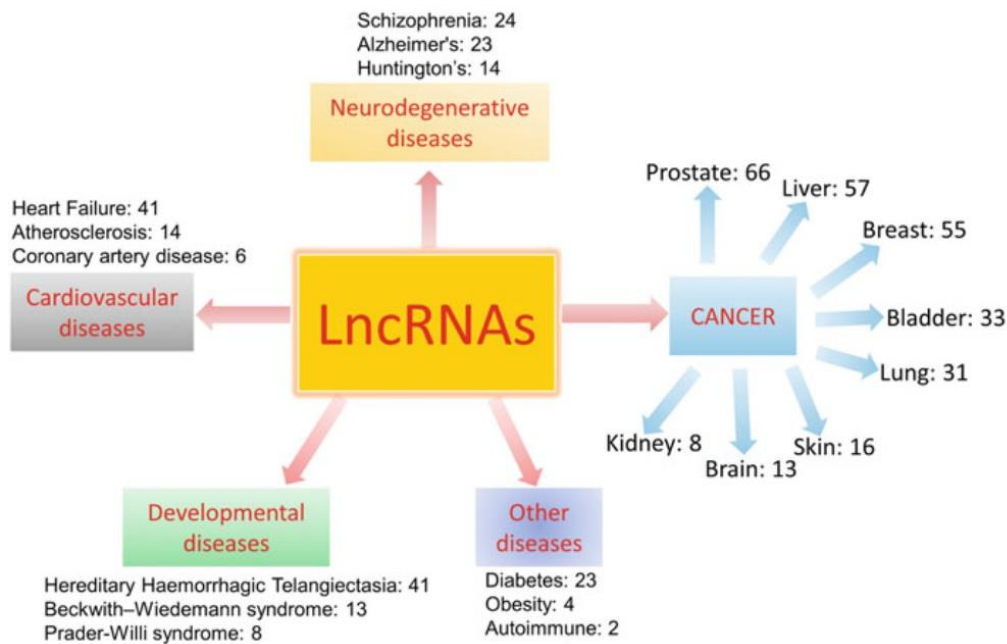 Schizophrenia: 24
Alzheimer's: 23
Huntington's: 14
Neurodegenerative
diseases
Heart Failure: 41
Atherosclerosis: 14
Coronary artery disease: 6
Cardiovascular
diseases
LncRNAs
CANCER
Prostate: 66
Liver: 57
Breast: 55
Bladder: 33
Lung: 31
Skin: 16
Brain: 13
Kidney: 8
Developmental
diseases
Hereditary Haemorrhagic Telangiectasia: 41
Beckwith–Wiedemann syndrome: 13
Prader-Willi syndrome: 8
Other
diseases
Diabetes: 23
Obesity: 4
Autoimmune: 2